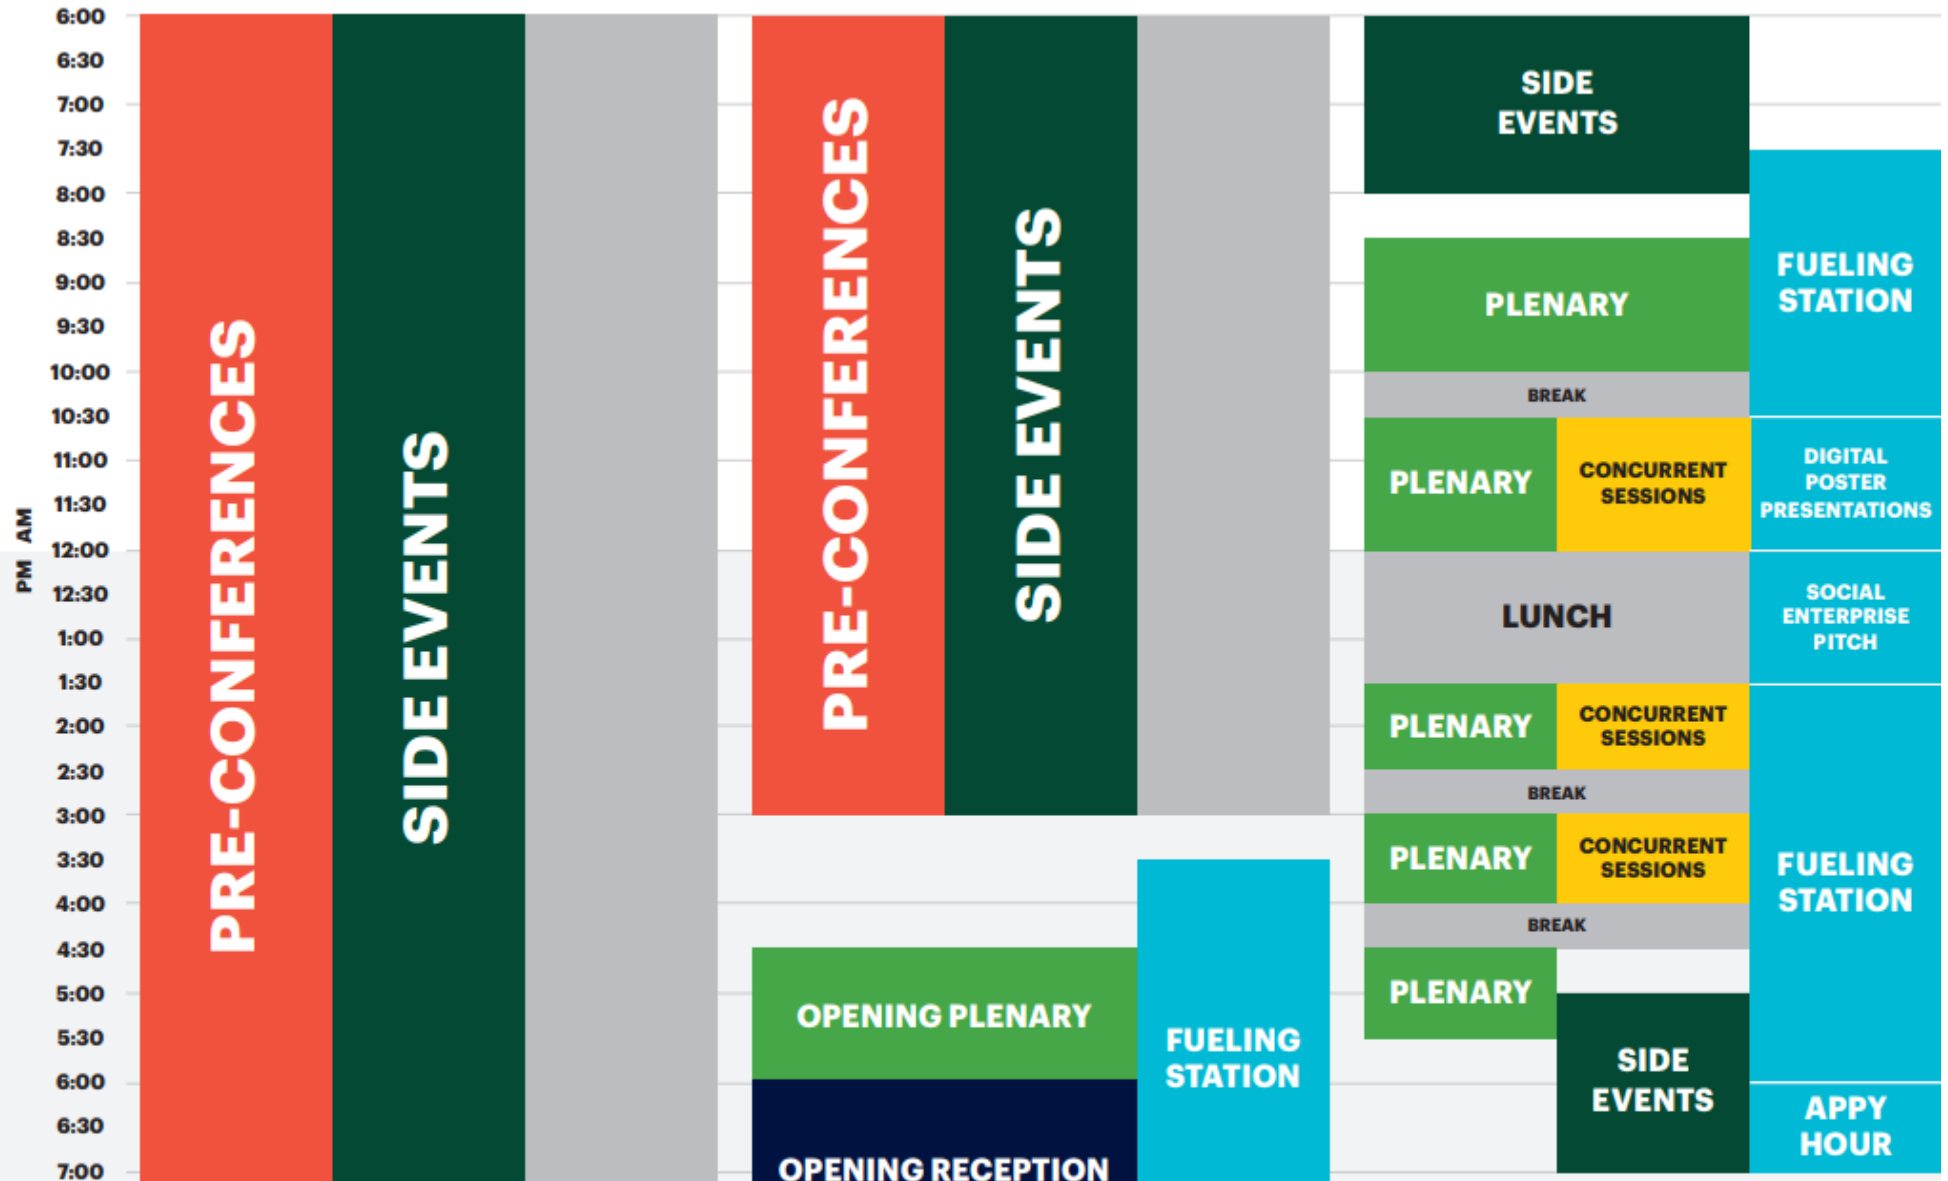 6:00
6:30
7:00
7:30
8:00
8:30
9:00
9:30
10:00
10:30
11:00
11:30
12:00
12:30
1:00
1:30
2:00
2:30
3:00
3:30
4:00
4:30
5:00
5:30
6:00
6:30
7:00
AM
PM
PRE-CONFERENCES
SIDE EVENTS
PRE-CONFERENCES
SIDE EVENTS
OPENING PLENARY
OPENING RECEPTION
FUELING
STATION
SIDE
EVENTS
PLENARY
BREAK
PLENARY
CONCURRENT
SESSIONS
LUNCH
PLENARY
CONCURRENT
SESSIONS
BREAK
PLENARY
CONCURRENT
SESSIONS
BREAK
PLENARY
SIDE
EVENTS
FUELING
STATION
DIGITAL
POSTER
PRESENTATIONS
SOCIAL
ENTERPRISE
PITCH
FUELING
STATION
APPY
HOUR